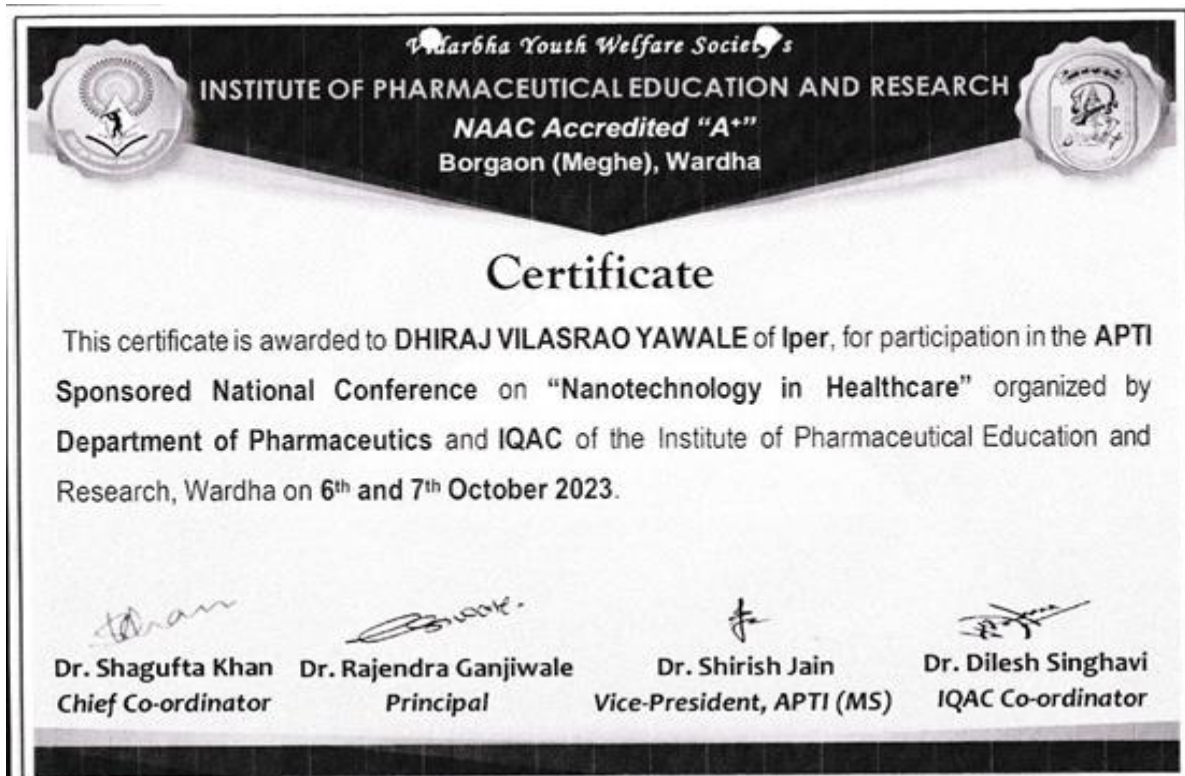 Vidarbha Youth Welfare Society's
INSTITUTE OF PHARMACEUTICAL EDUCATION AND RESEARCH
NAAC Accredited “A⁺”
Borgaon (Meghe), Wardha
Certificate
This certificate is awarded to DHIRAJ VILASRAO YAWALE of Iper, for participation in the APTI
Sponsored National Conference on “Nanotechnology in Healthcare” organized by
Department of Pharmaceutics and IQAC of the Institute of Pharmaceutical Education and
Research, Wardha on 6th and 7th October 2023.
Dr. Shagufta Khan
Chief Co-ordinator
Dr. Rajendra Ganjiwale
Principal
Dr. Shirish Jain
Vice-President, APTI (MS)
Dr. Dilesh Singhavi
IQAC Co-ordinator